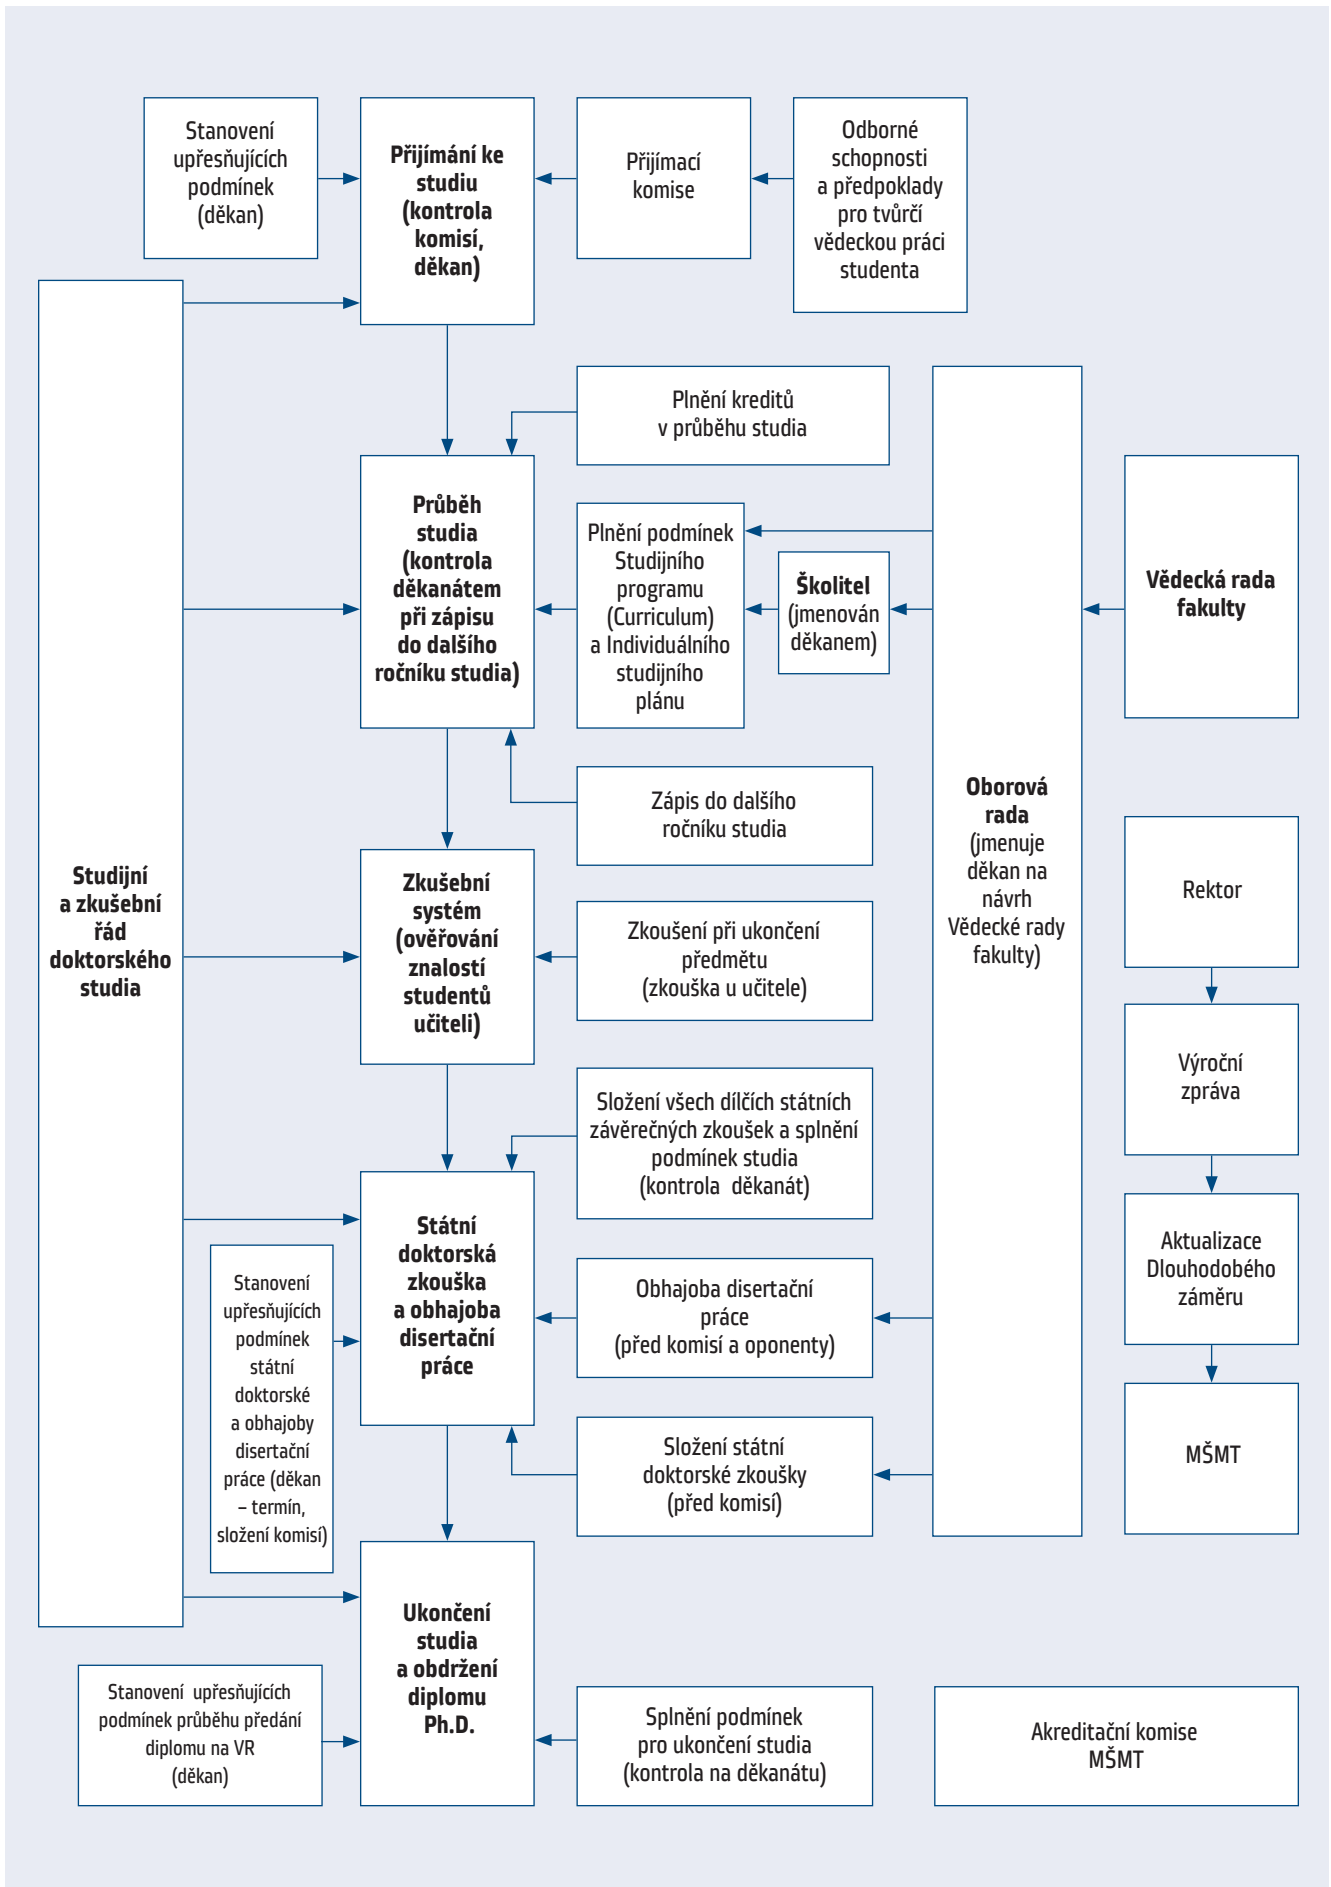 Stanovení
upřesňujících
podmínek
(děkan)
Přijímání ke
studiu
(kontrola
komisí,
děkan)
Přijímací
komise
Odborné
schopnosti
a předpoklady
pro tvůrčí
vědeckou práci
studenta
Studijní
a zkušební
řád
doktorského
studia
Plnění kreditů
v průběhu studia
Průběh
studia
(kontrola
děkanátem
při zápisu
do dalšího
ročníku studia)
Plnění podmínek
Studijního
programu
(Curriculum)
a Individuálního
studijního
plánu
Školitel
(jmenován
děkanem)
Oborová
rada
(jmenuje
děkan na
návrh
Vědecké rady
fakulty)
Vědecká rada
fakulty
Zápis do dalšího
ročníku studia
Rektor
Zkušební
systém
(ověřování
znalostí
studentů
učiteli)
Zkoušení při ukončení
předmětu
(zkouška u učitele)
Výroční
zpráva
Složení všech dílčích státních
závěrečných zkoušek a splnění
podmínek studia
(kontrola  děkanát)
Aktualizace
Dlouhodobého
záměru
Státní
doktorská
zkouška
a obhajoba
disertační
práce
Stanovení
upřesňujících
podmínek
státní
doktorské
a obhajoby
disertační
práce (děkan
– termín,
složení komisí)
Obhajoba disertační
práce
(před komisí a oponenty)
MŠMT
Složení státní
doktorské zkoušky
(před komisí)
Ukončení
studia
a obdržení
diplomu
Ph.D.
Stanovení  upřesňujících
podmínek průběhu předání
diplomu na VR
(děkan)
Splnění podmínek
pro ukončení studia
(kontrola na děkanátu)
Akreditační komise
MŠMT